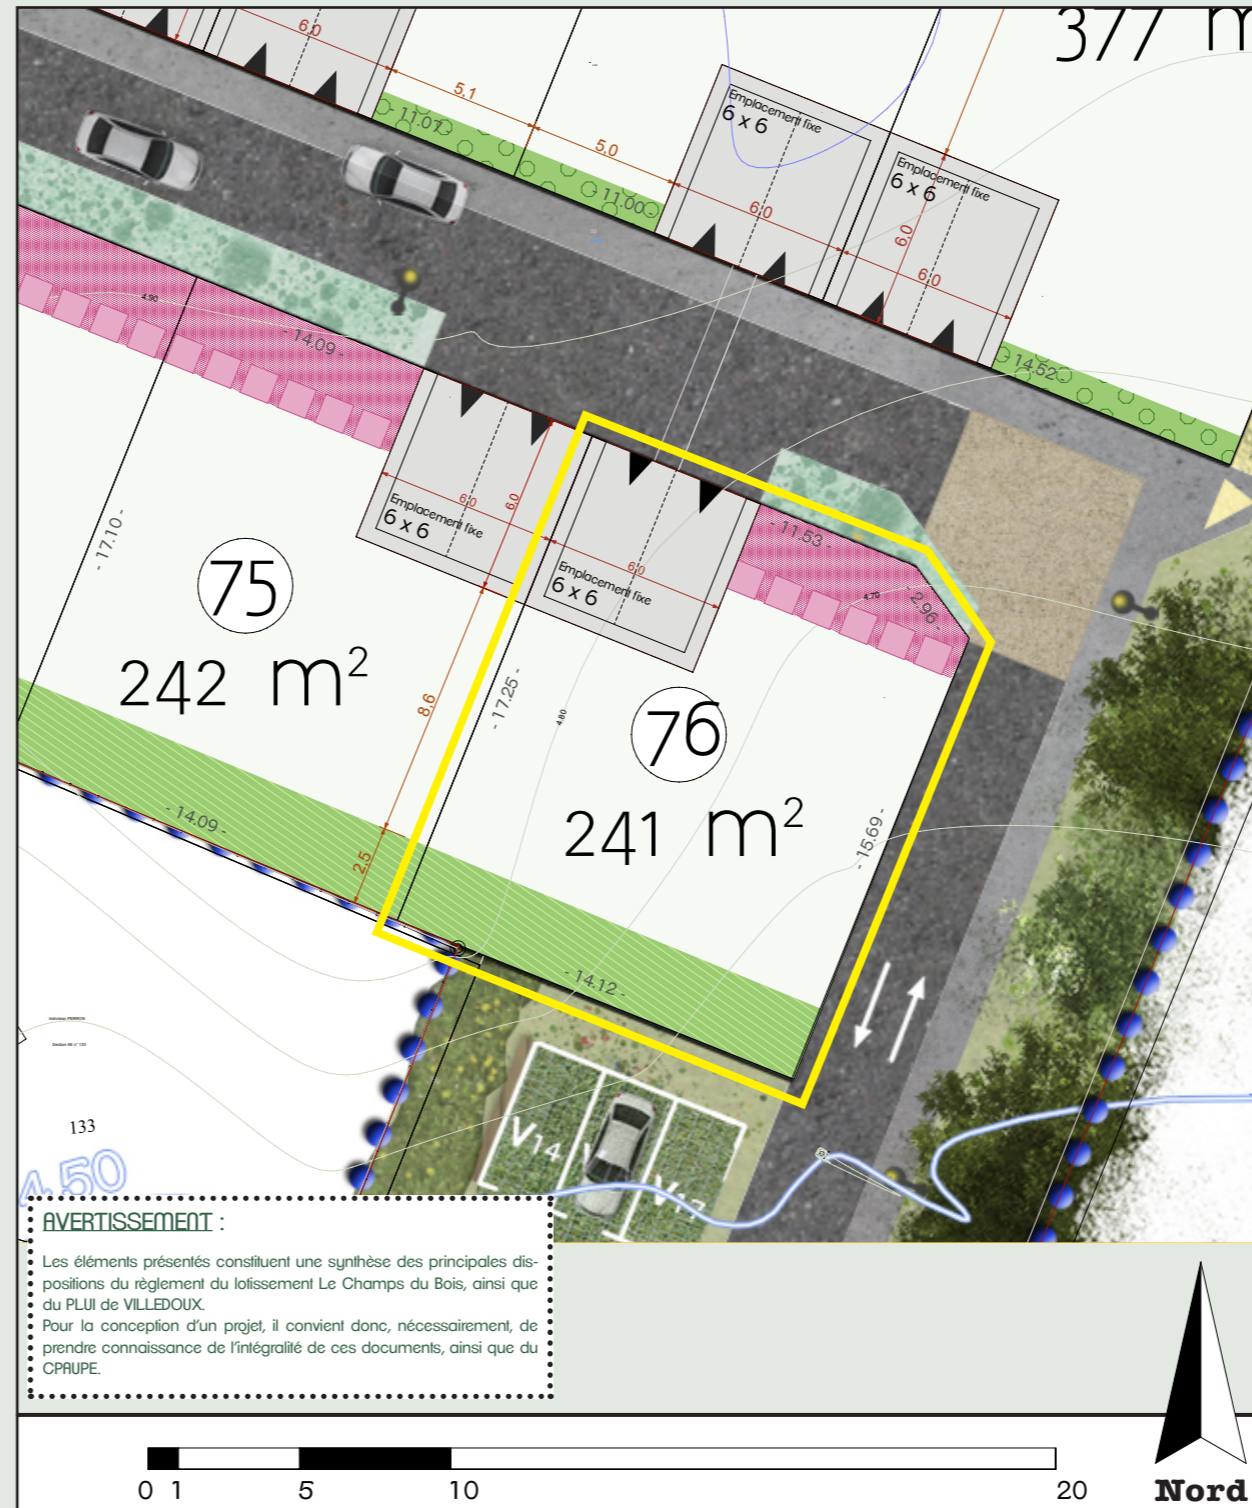 377 m
6,0
5,1
- 11.07 -
5,0
- 11.00 -
Emplacement fixe
6 x 6
Emplacement fixe
6 x 6
6,0
6,0
6,0
- 14.52 -
4.90
- 14.09 -
- 17.10 -
Emplacement fixe
6 x 6
6,0
6,0
Emplacement fixe
6 x 6
6,0
- 11.53 -
4.70
- 2.96 -
75
242 m²
8,6
- 17.25 -
4.80
76
241 m²
- 15.69 -
- 14.09 -
2,5
- 14.12 -
133
4.50
V14
V17
AVERTISSEMENT :
Les éléments présentés constituent une synthèse des principales dis-
positions du règlement du lotissement Le Champs du Bois, ainsi que
du PLUI de VILLEDOUX.
Pour la conception d'un projet, il convient donc, nécessairement, de
prendre connaissance de l'intégralité de ces documents, ainsi que du
CPAUPE.
0 1 5 10 20
Nord